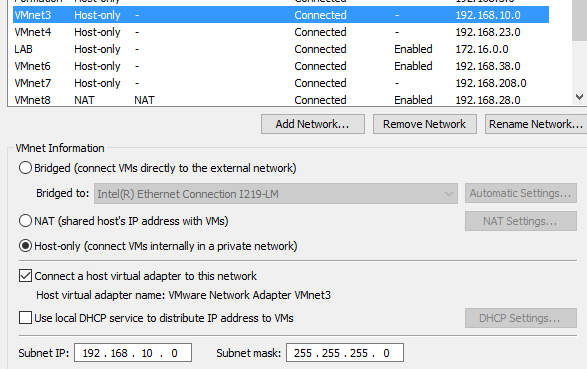 VMnet3 Host-only - Connected - 192.168.10.0
VMnet4 Host-only - Connected - 192.168.23.0
LAB Host-only - Connected Enabled 172.16.0.0
VMnet6 Host-only - Connected Enabled 192.168.38.0
VMnet7 Host-only - Connected - 192.168.208.0
VMnet8 NAT NAT Connected Enabled 192.168.28.0
Add Network... Remove Network Rename Network...
VMnet Information
Bridged (connect VMs directly to the external network)
Bridged to: Intel(R) Ethernet Connection I219-LM Automatic Settings...
NAT (shared host's IP address with VMs) NAT Settings...
Host-only (connect VMs internally in a private network)
Connect a host virtual adapter to this network
Host virtual adapter name: VMware Network Adapter VMnet3
Use local DHCP service to distribute IP address to VMs DHCP Settings...
Subnet IP: 192 . 168 . 10 . 0 Subnet mask: 255 . 255 . 255 . 0